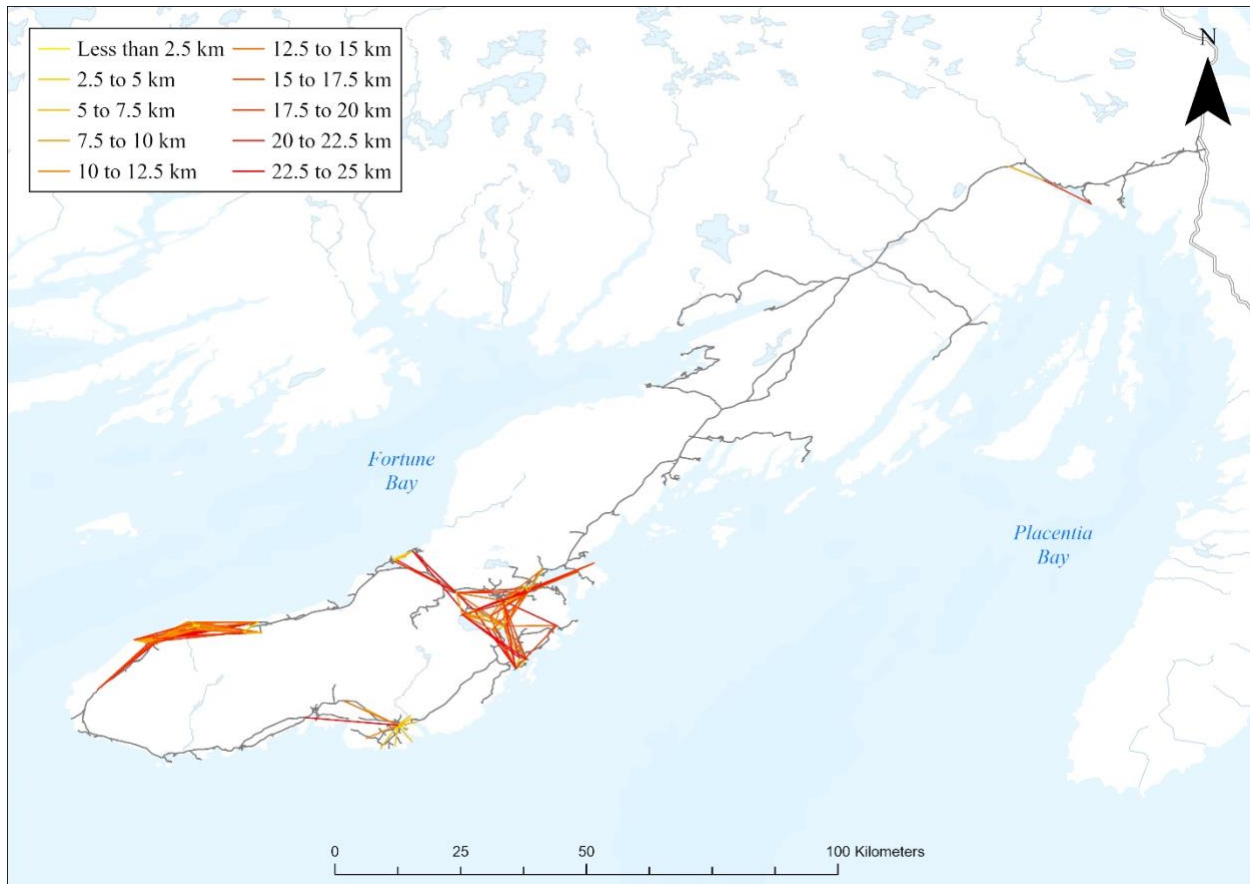 Less than 2.5 km
2.5 to 5 km
5 to 7.5 km
7.5 to 10 km
10 to 12.5 km
12.5 to 15 km
15 to 17.5 km
17.5 to 20 km
20 to 22.5 km
22.5 to 25 km
N
Fortune
Bay
Placentia
Bay
0 25 50 100 Kilometers